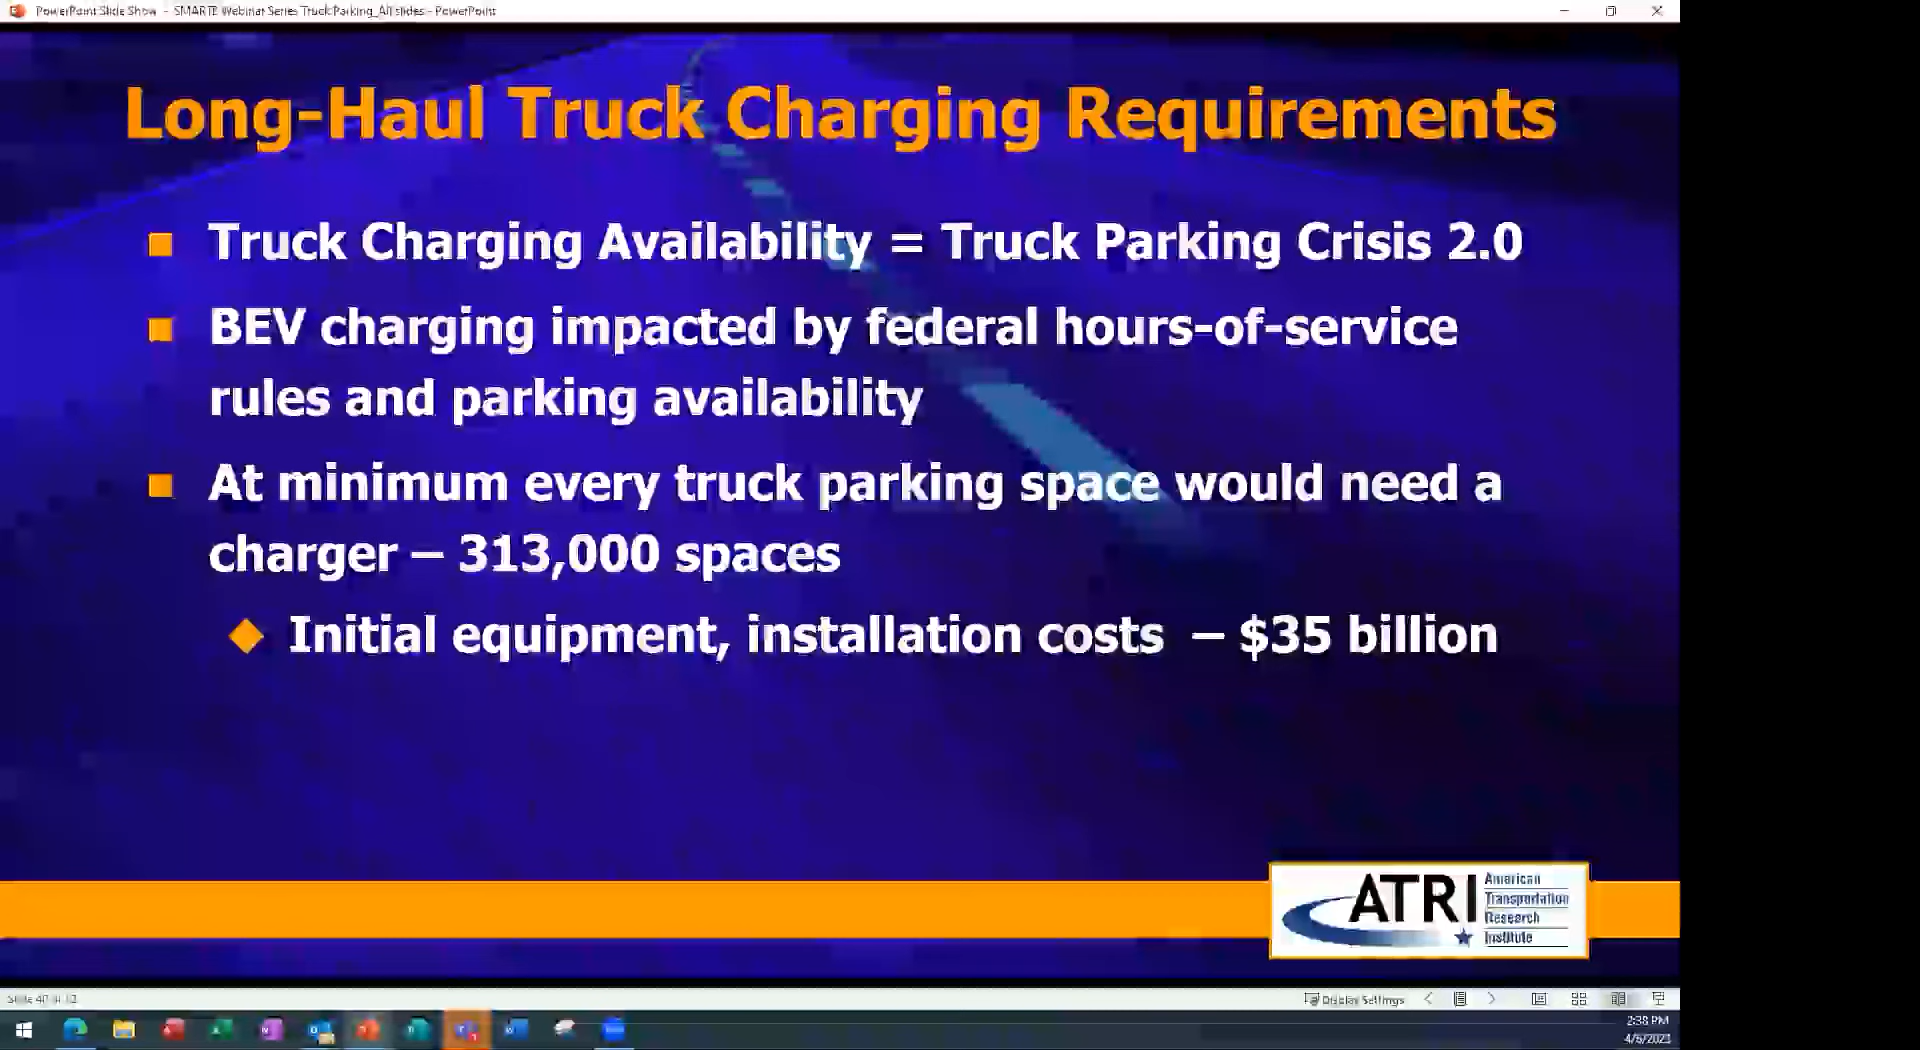 PowerPoint Slide Show - SMARTE Webinar Series Truck Parking_All slides - PowerPoint
Long-Haul Truck Charging Requirements
Truck Charging Availability = Truck Parking Crisis 2.0
BEV charging impacted by federal hours-of-service
rules and parking availability
At minimum every truck parking space would need a
charger – 313,000 spaces
Initial equipment, installation costs – $35 billion
ATRI
American
Transportation
Research
Institute
Display Settings
2:38 PM